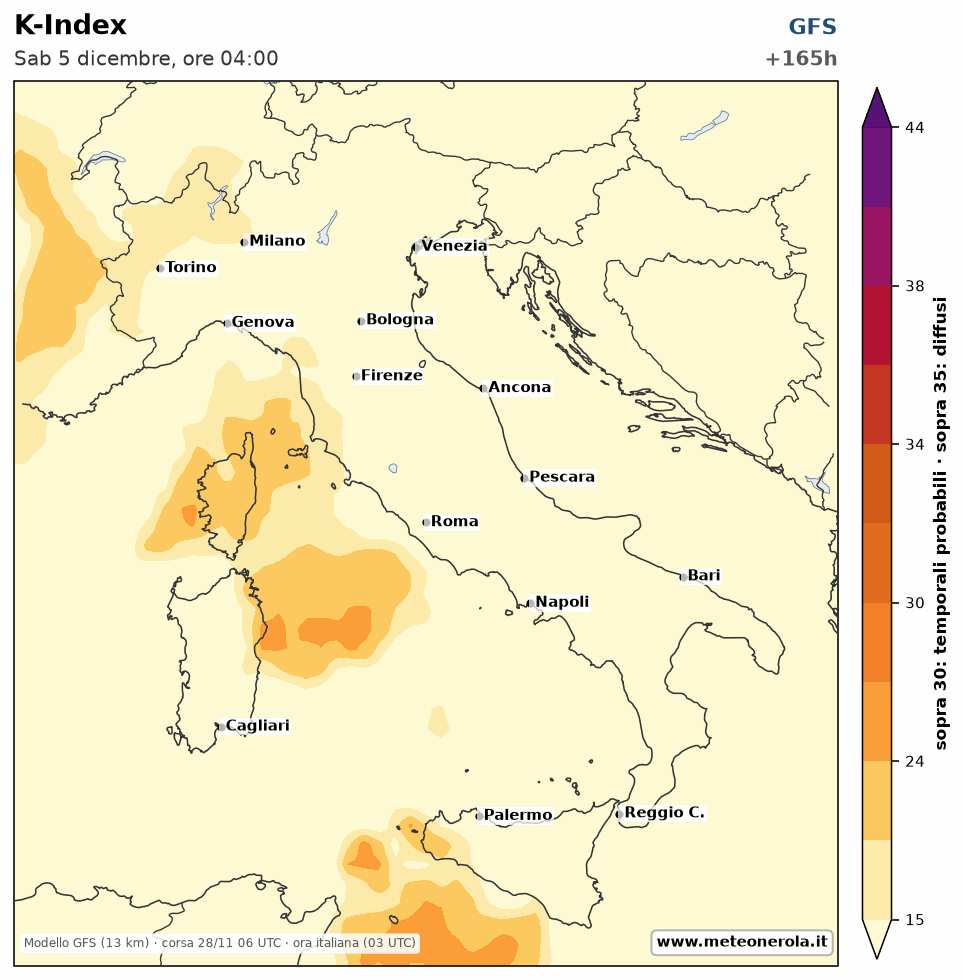 K-Index
GFS
Sab 5 dicembre, ore 04:00
+165h
Milano
Venezia
Torino
Genova
Bologna
Firenze
Ancona
Pescara
Roma
Bari
Napoli
Cagliari
Palermo
Reggio C.
44
38
34
30
24
15
sopra 30: temporali probabili · sopra 35: diffusi
Modello GFS (13 km) · corsa 28/11 06 UTC · ora italiana (03 UTC)
www.meteonerola.it